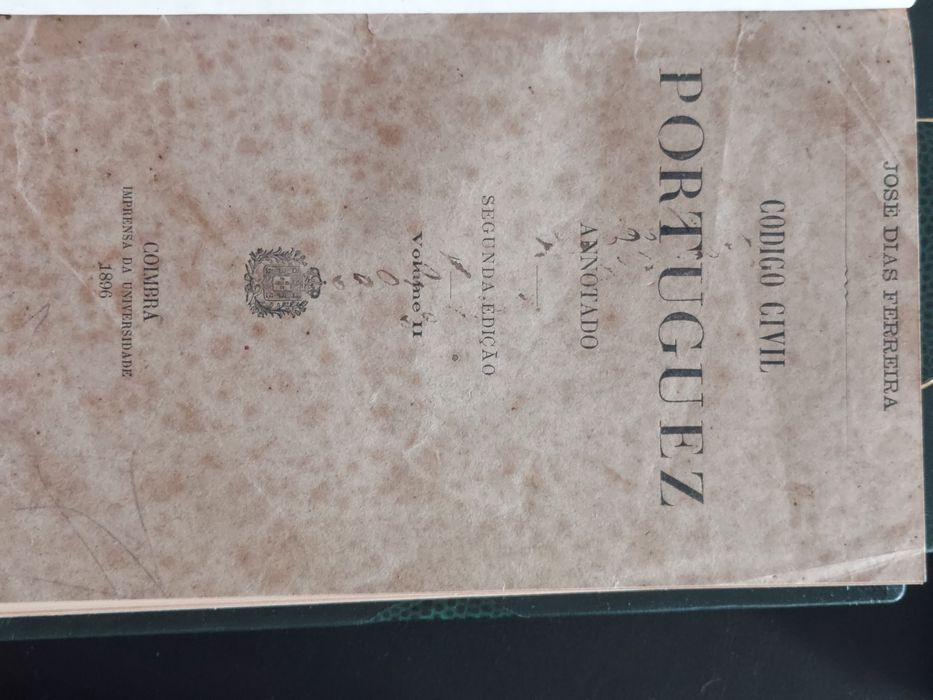 JOSÉ DIAS FERREIRA
CODIGO CIVIL
PORTUGUEZ
ANNOTADO
SEGUNDA EDIÇÃO
Volume II
COIMBRA
IMPRENSA DA UNIVERSIDADE
1896